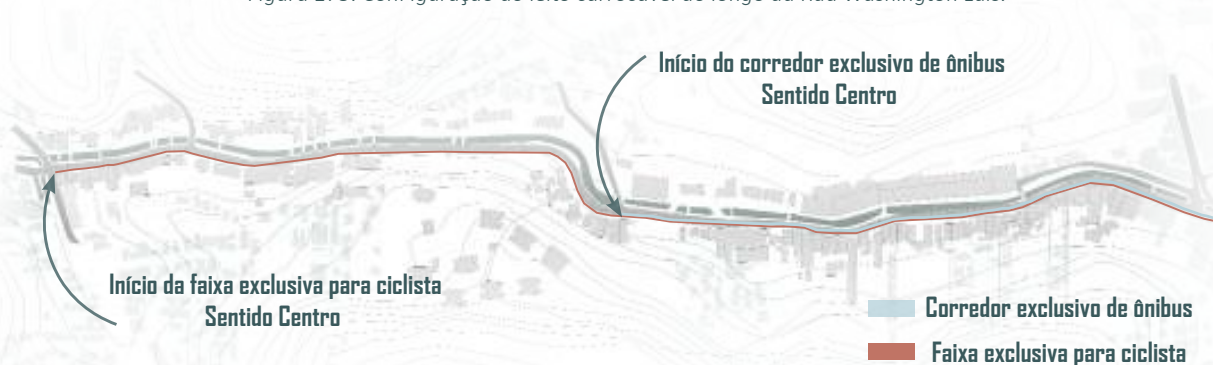 Início do corredor exclusivo de ônibus
Sentido Centro
Início da faixa exclusiva para ciclista
Sentido Centro
Corredor exclusivo de ônibus
Faixa exclusiva para ciclista